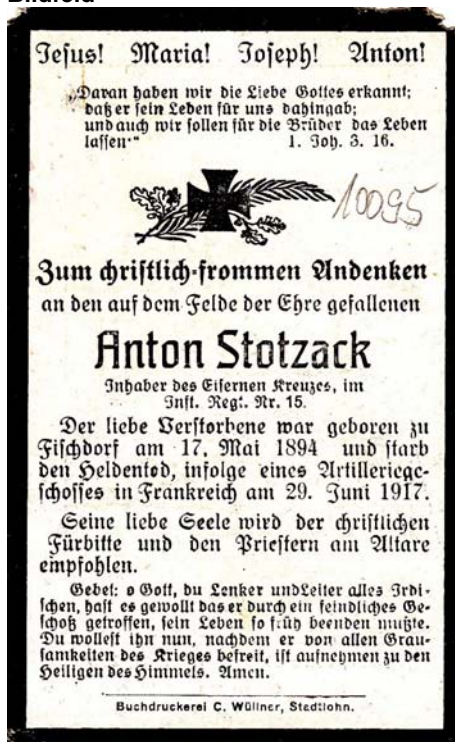 Jesus! Maria! Joseph! Anton!
„Daran haben wir die Liebe Gottes erkannt;
daß er sein Leben für uns dahingab;
und auch wir sollen für die Brüder das Leben
lassen." 1. Joh. 3. 16.
10095
Zum christlich-frommen Andenken
an den auf dem Felde der Ehre gefallenen
Anton Stotzack
Inhaber des Eisernen Kreuzes, im
Inft. Regt. Nr. 15.
Der liebe Verstorbene war geboren zu
Fischdorf am 17. Mai 1894 und starb
den Heldentod, infolge eines Artilleriege-
schosses in Frankreich am 29. Juni 1917.
Seine liebe Seele wird der christlichen
Fürbitte und den Priestern am Altare
empfohlen.
Gebet: o Gott, du Lenker undLeiter alles Irdi-
schen, hast es gewollt das er durch ein feindliches Ge-
schoß getroffen, sein Leben so früh beenden mußte.
Du wollest ihn nun, nachdem er von allen Grau-
samkeiten des Krieges befreit, ist aufnehmen zu den
Heiligen des Himmels. Amen.
Buchdruckerei C. Wüllner, Stadtlohn.